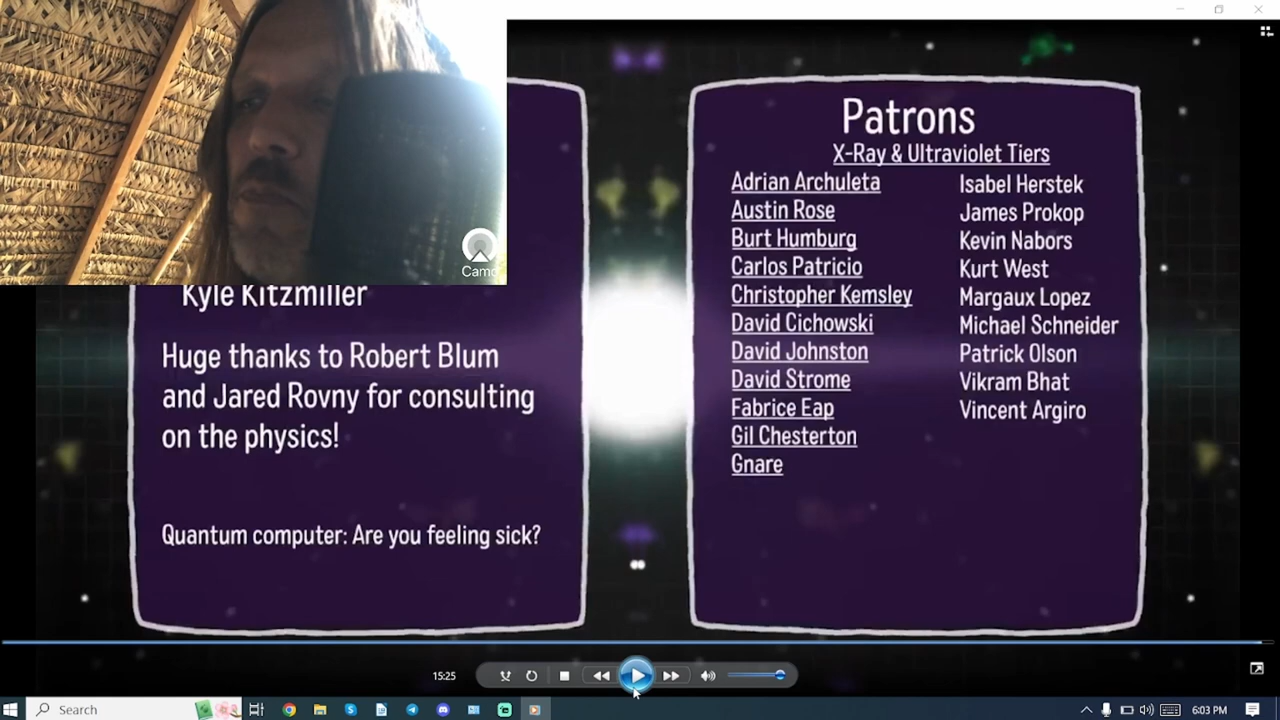 Camo
Kyle Kitzmiller
Huge thanks to Robert Blum
and Jared Rovny for consulting
on the physics!
Quantum computer: Are you feeling sick?
Patrons
X-Ray & Ultraviolet Tiers
Adrian Archuleta
Austin Rose
Burt Humburg
Carlos Patricio
Christopher Kemsley
David Cichowski
David Johnston
David Strome
Fabrice Eap
Gil Chesterton
Gnare
Isabel Herstek
James Prokop
Kevin Nabors
Kurt West
Margaux Lopez
Michael Schneider
Patrick Olson
Vikram Bhat
Vincent Argiro
15:25
Search
6:03 PM